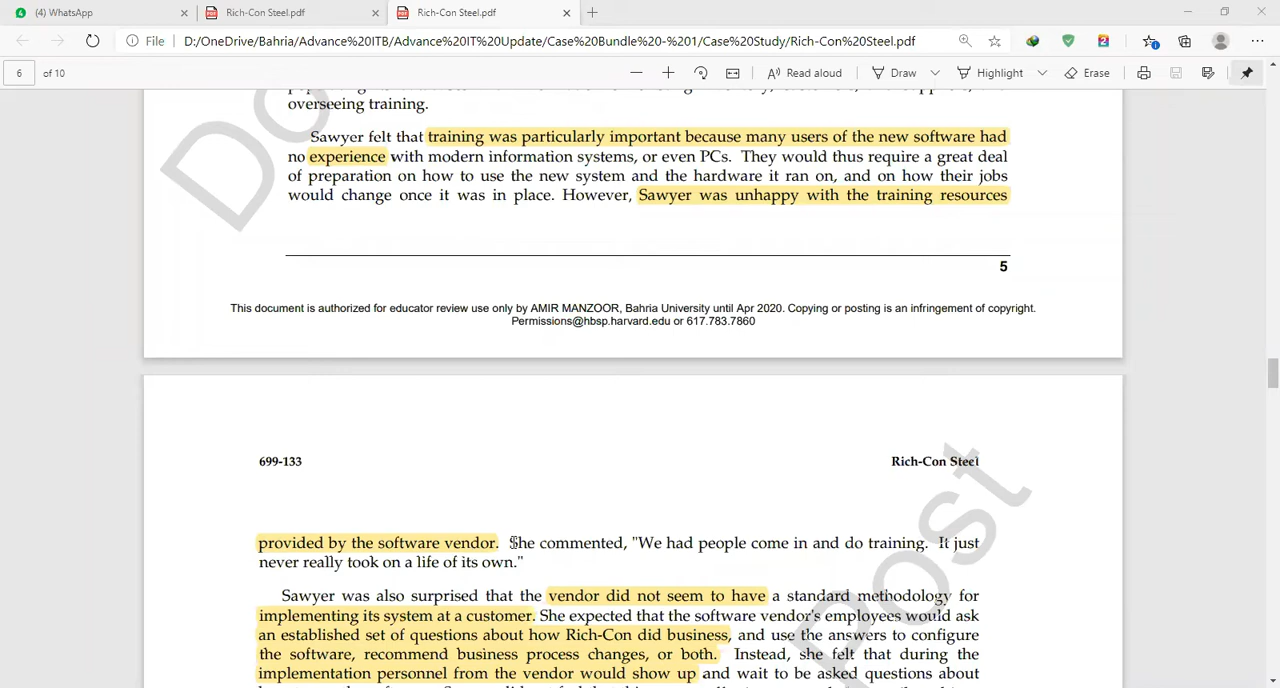 (4) WhatsApp
Rich-Con Steel.pdf
Rich-Con Steel.pdf
File
D:/OneDrive/Bahria/Advance%20ITB/Advance%20IT%20Update/Case%20Bundle%20-%201/Case%20Study/Rich-Con%20Steel.pdf
6 of 10
Read aloud
Draw
Highlight
Erase
overseeing training.
Sawyer felt that training was particularly important because many users of the new software had
no experience with modern information systems, or even PCs. They would thus require a great deal
of preparation on how to use the new system and the hardware it ran on, and on how their jobs
would change once it was in place. However, Sawyer was unhappy with the training resources
5
This document is authorized for educator review use only by AMIR MANZOOR, Bahria University until Apr 2020. Copying or posting is an infringement of copyright.
Permissions@hbsp.harvard.edu or 617.783.7860
699-133
Rich-Con Steel
provided by the software vendor. She commented, "We had people come in and do training. It just
never really took on a life of its own."
Sawyer was also surprised that the vendor did not seem to have a standard methodology for
implementing its system at a customer. She expected that the software vendor's employees would ask
an established set of questions about how Rich-Con did business, and use the answers to configure
the software, recommend business process changes, or both. Instead, she felt that during the
implementation personnel from the vendor would show up and wait to be asked questions about
Do
Post